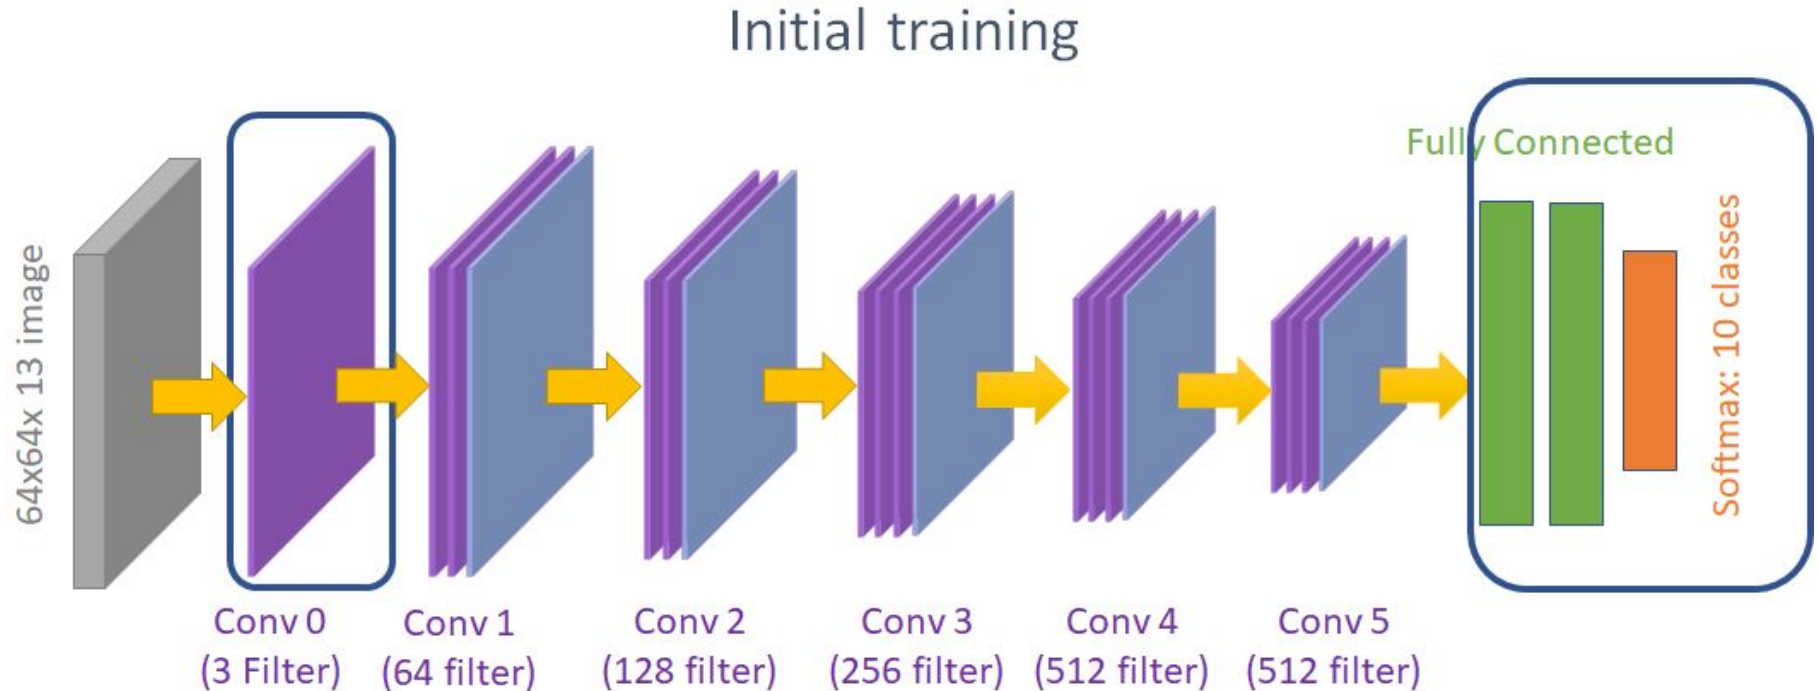 Initial training
64x64x 13 image
Fully Connected
Softmax: 10 classes
Conv 0
(3 Filter)
Conv 1
(64 filter)
Conv 2
(128 filter)
Conv 3
(256 filter)
Conv 4
(512 filter)
Conv 5
(512 filter)